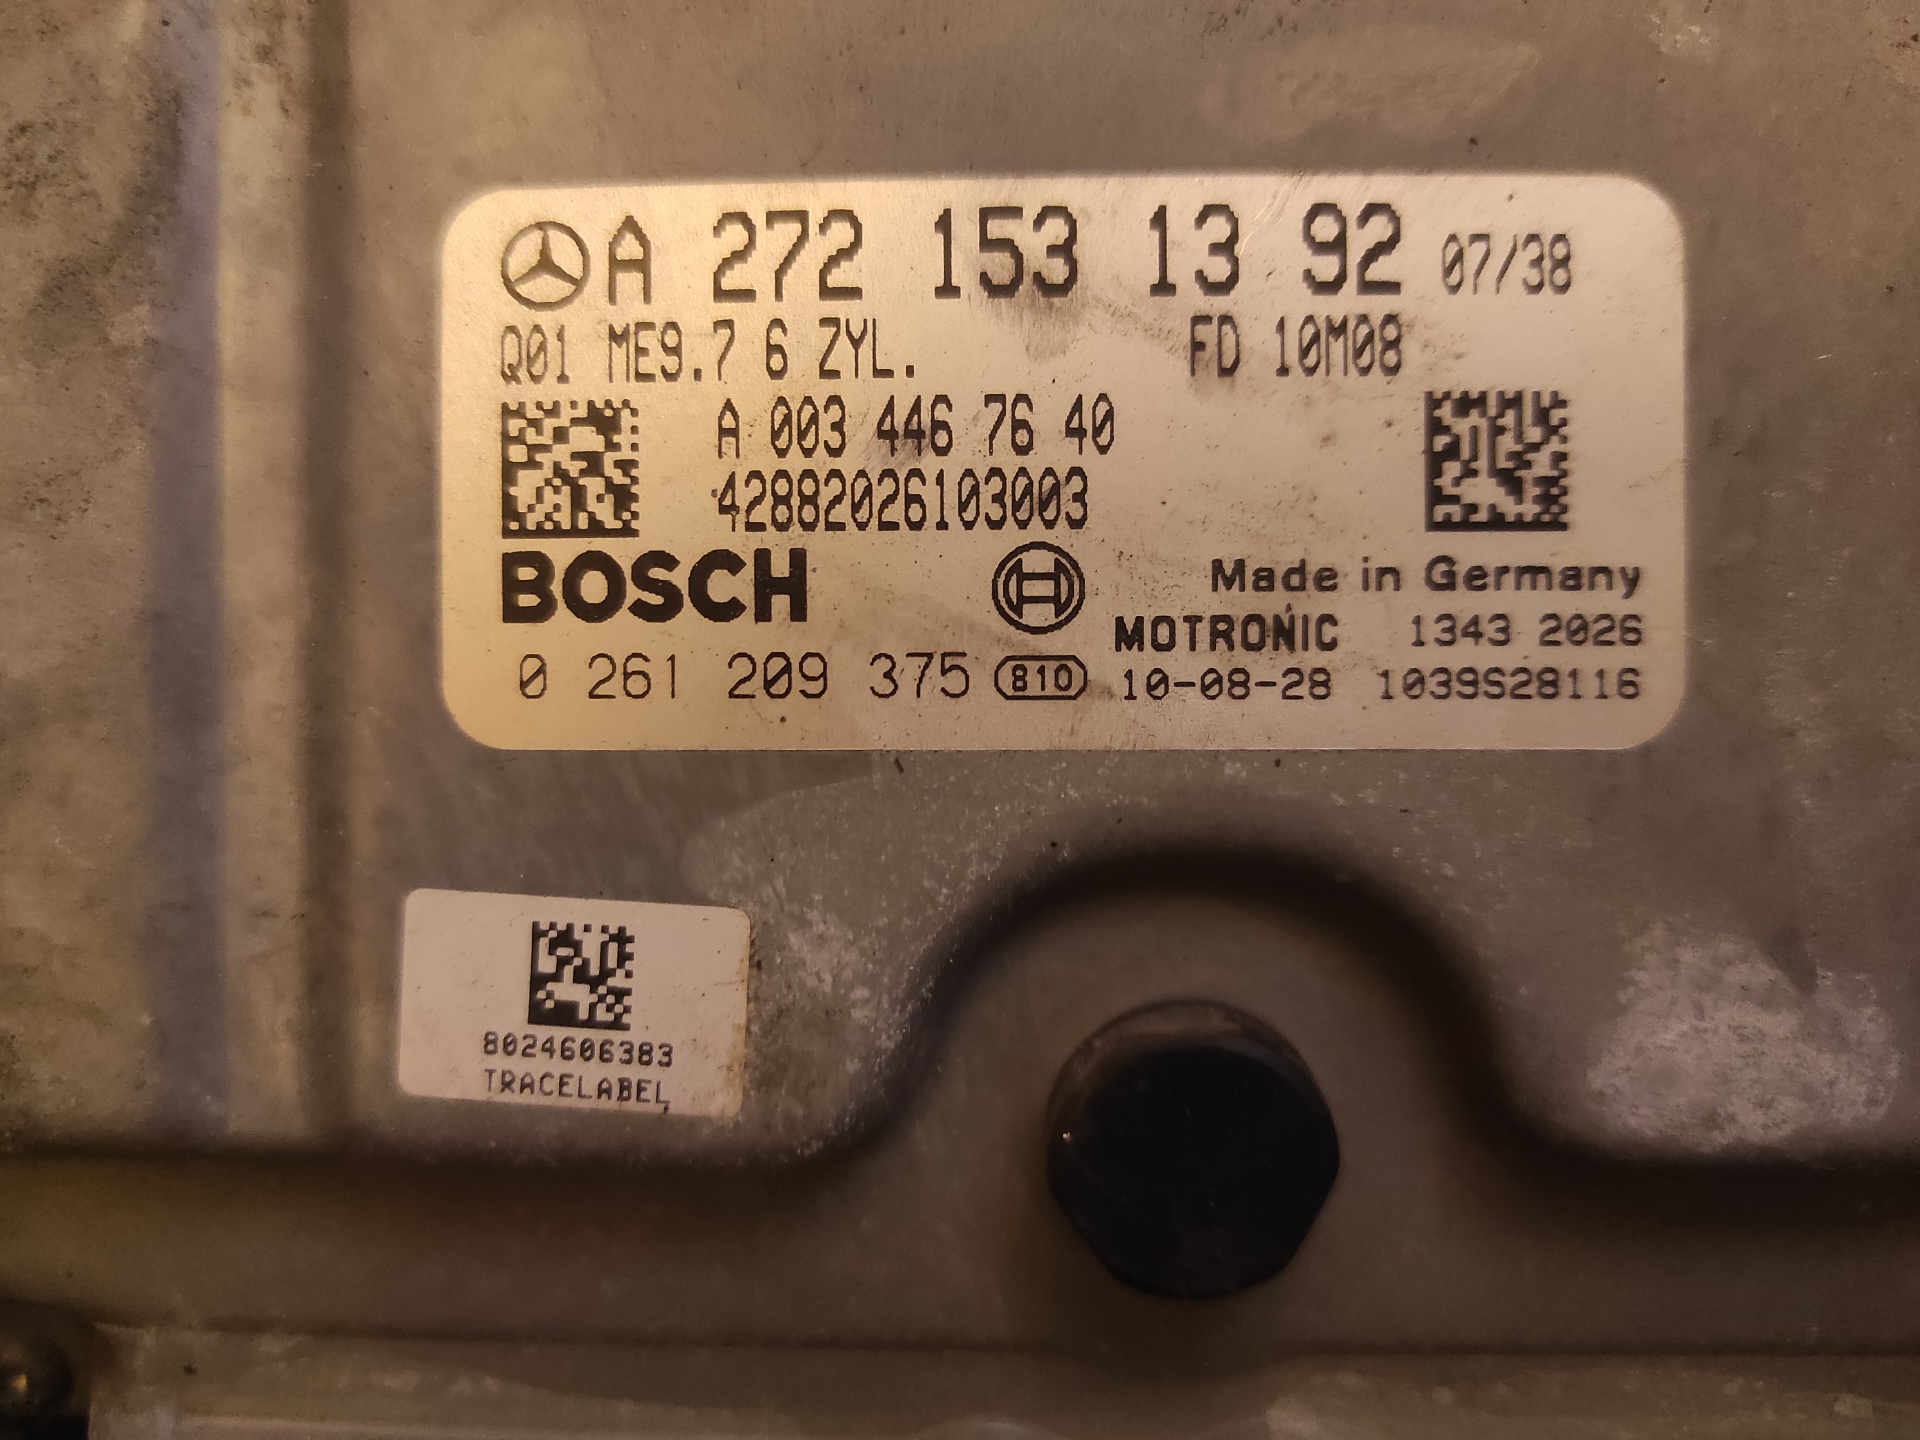 A 272 153 13 92 07/38
Q01 ME9.7 6 ZYL. FD 10M08
A 003 446 76 40
42882026103003
BOSCH Made in Germany
MOTRONIC 1343 2026
0 261 209 375 810 10-08-28 1039S28116
8024606383
TRACELABEL